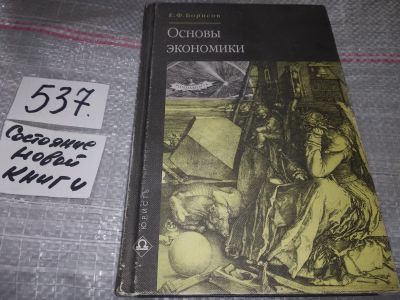 Е.Ф.Борисов
Основы
экономики
537.
Состояние
новой
книги
ЮРИСТЪ